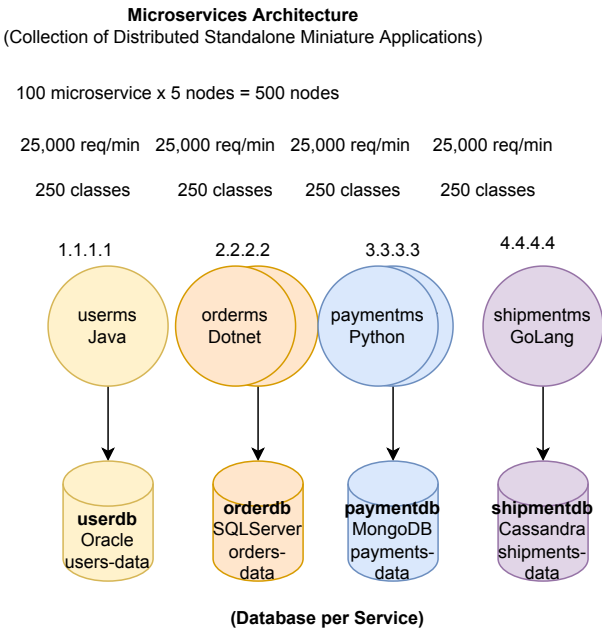 Microservices Architecture
(Collection of Distributed Standalone Miniature Applications)
100 microservice x 5 nodes = 500 nodes
25,000 req/min 25,000 req/min 25,000 req/min 25,000 req/min
250 classes 250 classes 250 classes 250 classes
1.1.1.1 2.2.2.2 3.3.3.3 4.4.4.4
userms
Java
orderms
Dotnet
paymentms
Python
shipmentms
GoLang
userdb
Oracle
users-data
orderdb
SQLServer
orders-
data
paymentdb
MongoDB
payments-
data
shipmentdb
Cassandra
shipments-
data
(Database per Service)